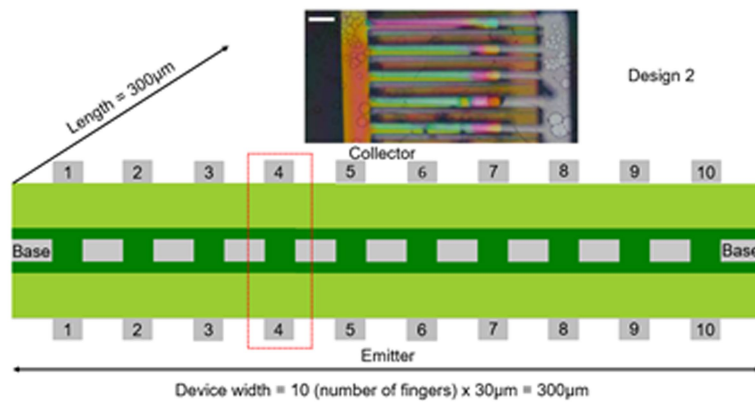 Design 2
Length = 300μm
Collector
1 2 3 4 5 6 7 8 9 10
Base Base
1 2 3 4 5 6 7 8 9 10
Emitter
Device width = 10 (number of fingers) x 30μm = 300μm